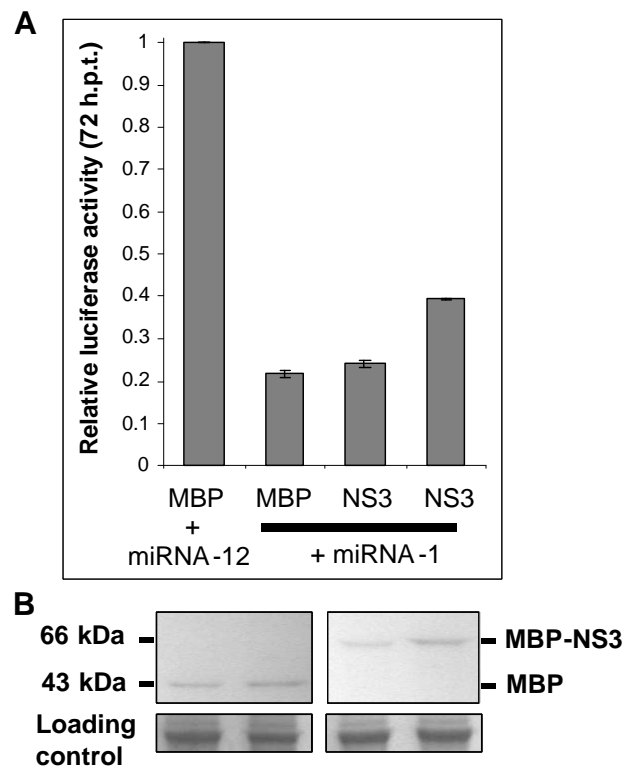 A
Relative luciferase activity (72 h.p.t.)
1
0.9
0.8
0.7
0.6
0.5
0.4
0.3
0.2
0.1
0
MBP MBP NS3 NS3
+
miRNA-12 + miRNA-1
B
66 kDa MBP-NS3
43 kDa MBP
Loading
control